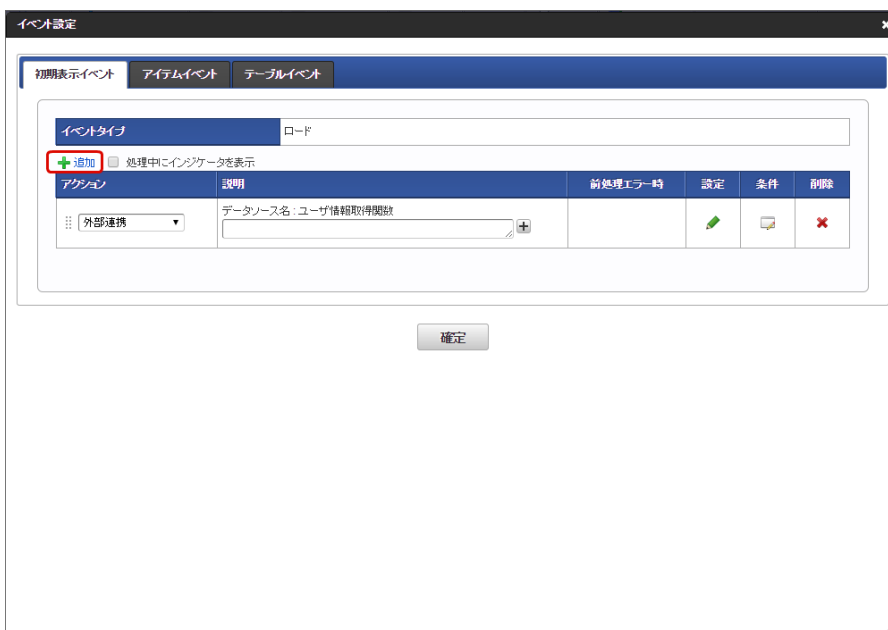 イベント設定
初期表示イベント アイテムイベント テーブルイベント
イベントタイプ ロード
追加 処理中にインジケータを表示
アクション 説明 前処理エラー時 設定 条件 削除
データソース名 : ユーザ情報取得関数
外部連携
確定